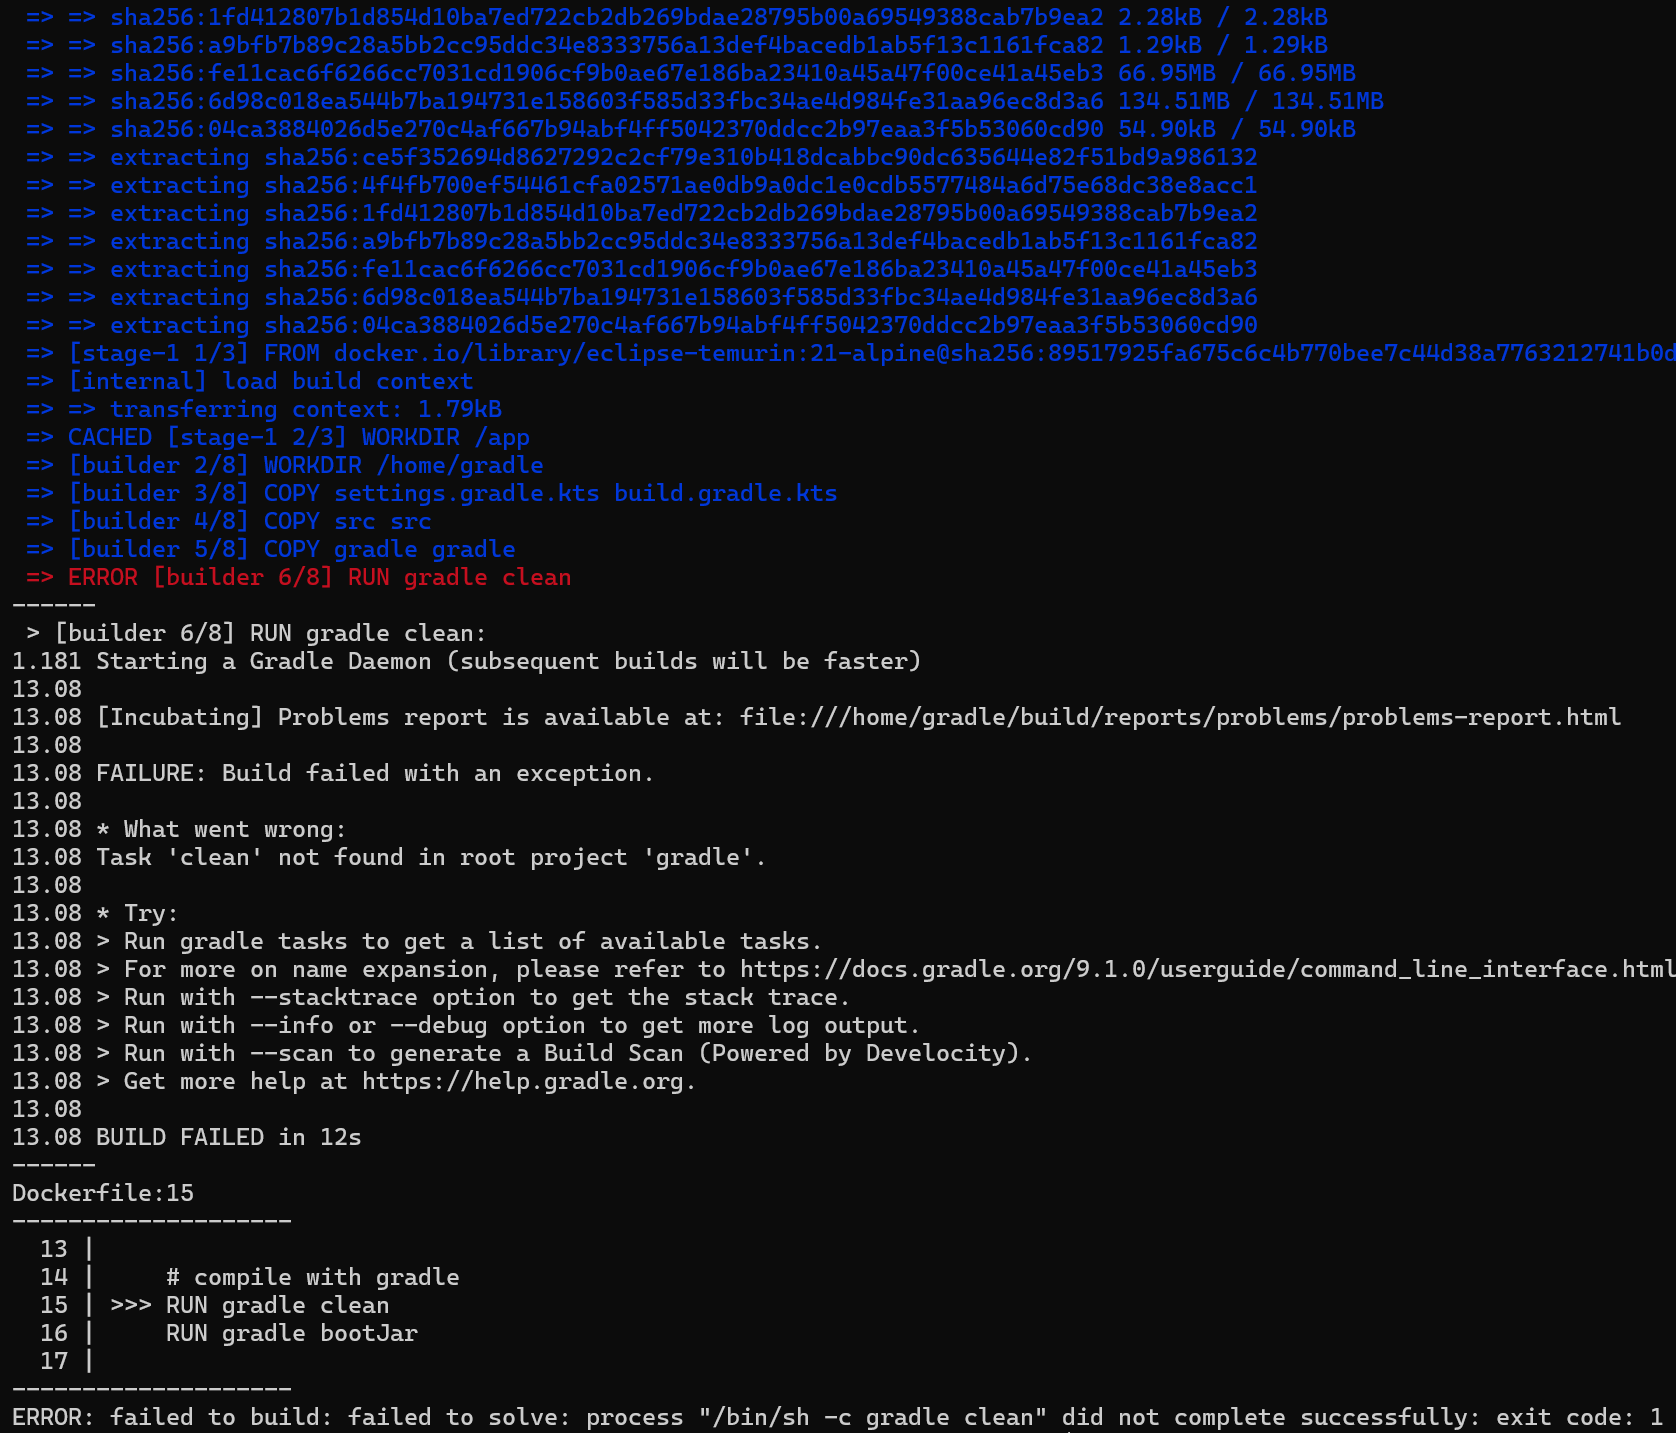 => => sha256:1fd412807b1d854d10ba7ed722cb2db269bdae28795b00a69549388cab7b9ea2 2.28kB / 2.28kB
=> => sha256:a9bfb7b89c28a5bb2cc95ddc34e8333756a13def4bacedb1ab5f13c1161fca82 1.29kB / 1.29kB
=> => sha256:fe11cac6f6266cc7031cd1906cf9b0ae67e186ba23410a45a47f00ce41a45eb3 66.95MB / 66.95MB
=> => sha256:6d98c018ea544b7ba194731e158603f585d33fbc34ae4d984fe31aa96ec8d3a6 134.51MB / 134.51MB
=> => sha256:04ca3884026d5e270c4af667b94abf4ff5042370ddcc2b97eaa3f5b53060cd90 54.90kB / 54.90kB
=> => extracting sha256:ce5f352694d8627292c2cf79e310b418dcabbc90dc635644e82f51bd9a986132
=> => extracting sha256:4f4fb700ef54461cfa02571ae0db9a0dc1e0cdb5577484a6d75e68dc38e8acc1
=> => extracting sha256:1fd412807b1d854d10ba7ed722cb2db269bdae28795b00a69549388cab7b9ea2
=> => extracting sha256:a9bfb7b89c28a5bb2cc95ddc34e8333756a13def4bacedb1ab5f13c1161fca82
=> => extracting sha256:fe11cac6f6266cc7031cd1906cf9b0ae67e186ba23410a45a47f00ce41a45eb3
=> => extracting sha256:6d98c018ea544b7ba194731e158603f585d33fbc34ae4d984fe31aa96ec8d3a6
=> => extracting sha256:04ca3884026d5e270c4af667b94abf4ff5042370ddcc2b97eaa3f5b53060cd90
=> [stage-1 1/3] FROM docker.io/library/eclipse-temurin:21-alpine@sha256:89517925fa675c6c4b770bee7c44d38a7763212741b0d
=> [internal] load build context
=> => transferring context: 1.79kB
=> CACHED [stage-1 2/3] WORKDIR /app
=> [builder 2/8] WORKDIR /home/gradle
=> [builder 3/8] COPY settings.gradle.kts build.gradle.kts
=> [builder 4/8] COPY src src
=> [builder 5/8] COPY gradle gradle
=> ERROR [builder 6/8] RUN gradle clean
------
> [builder 6/8] RUN gradle clean:
1.181 Starting a Gradle Daemon (subsequent builds will be faster)
13.08
13.08 [Incubating] Problems report is available at: file:///home/gradle/build/reports/problems/problems-report.html
13.08
13.08 FAILURE: Build failed with an exception.
13.08
13.08 * What went wrong:
13.08 Task 'clean' not found in root project 'gradle'.
13.08
13.08 * Try:
13.08 > Run gradle tasks to get a list of available tasks.
13.08 > For more on name expansion, please refer to https://docs.gradle.org/9.1.0/userguide/command_line_interface.html
13.08 > Run with --stacktrace option to get the stack trace.
13.08 > Run with --info or --debug option to get more log output.
13.08 > Run with --scan to generate a Build Scan (Powered by Develocity).
13.08 > Get more help at https://help.gradle.org.
13.08
13.08 BUILD FAILED in 12s
------
Dockerfile:15
--------------------
13 |
14 |     # compile with gradle
15 | >>> RUN gradle clean
16 |     RUN gradle bootJar
17 |
--------------------
ERROR: failed to build: failed to solve: process "/bin/sh -c gradle clean" did not complete successfully: exit code: 1